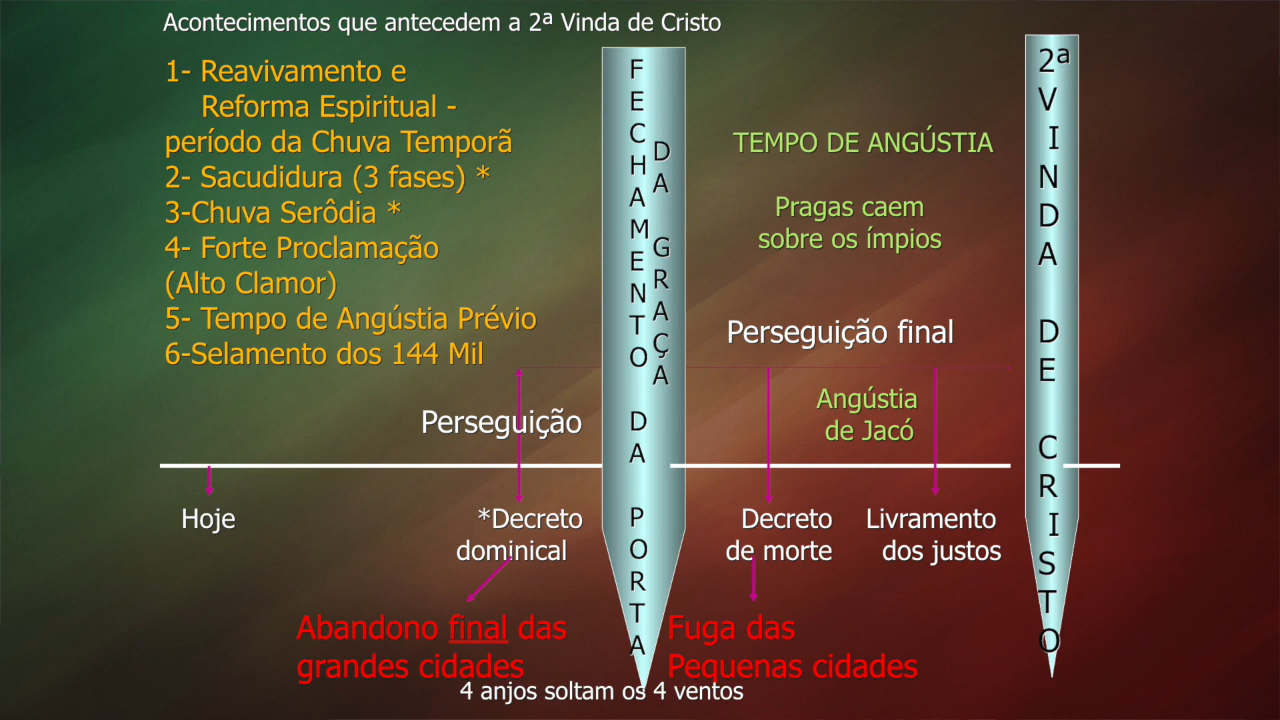 Acontecimentos que antecedem a 2ª Vinda de Cristo
1- Reavivamento e
Reforma Espiritual -
período da Chuva Temporã
2- Sacudidura (3 fases) *
3-Chuva Serôdia *
4- Forte Proclamação
(Alto Clamor)
5- Tempo de Angústia Prévio
6-Selamento dos 144 Mil
FECHAMENTO DA PORTA
DA GRAÇA
TEMPO DE ANGÚSTIA
Pragas caem
sobre os ímpios
Perseguição final
Angústia
de Jacó
2ª VINDA DE CRISTO
Perseguição
Hoje
*Decreto
dominical
Decreto
de morte
Livramento
dos justos
Abandono final das
grandes cidades
Fuga das
Pequenas cidades
4 anjos soltam os 4 ventos